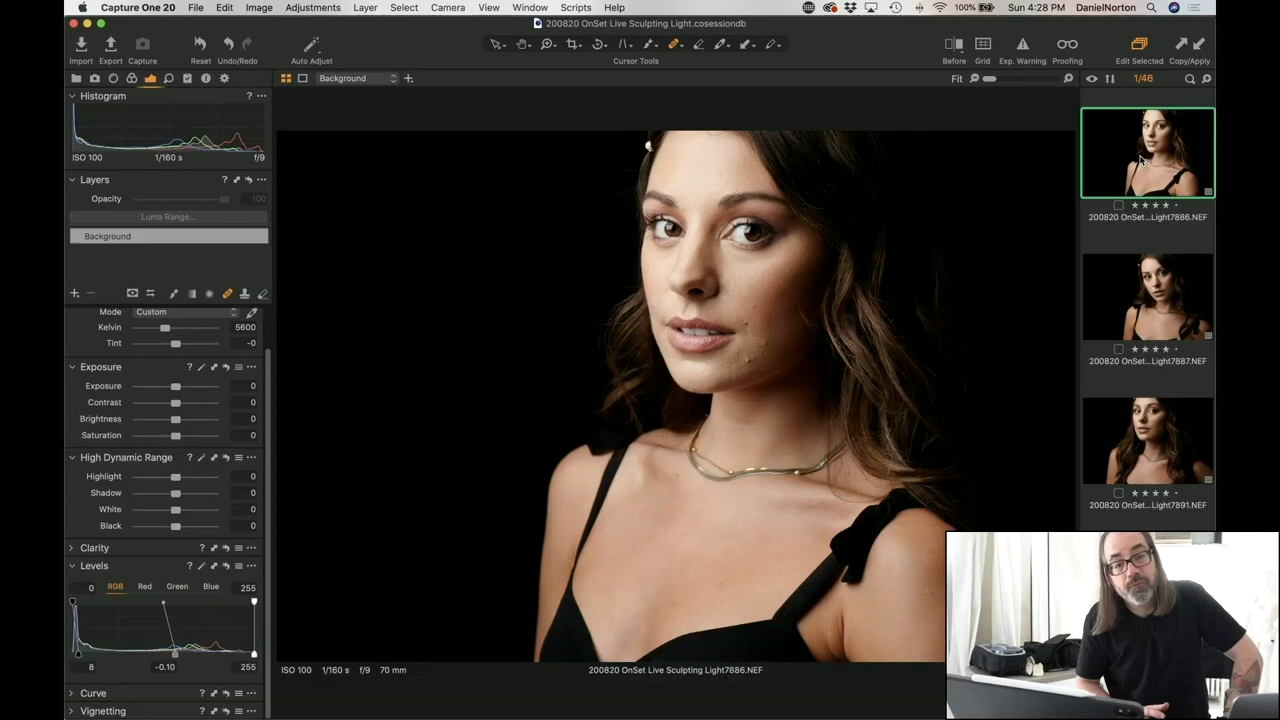 Capture One 20 File Edit View Adjustments Layer Select Camera Image Window Scripts Help 100% Sun 4:28 PM DanielNorton
200820 OnSet Live Sculpting Light.cosessiondb
Import Export Capture Reset Undo/Redo Auto Adjust Cursor Tools Before Grid Exp. Warning Proofing Edit Selected Copy/Apply
Background Fit 1/46
Histogram
ISO 100 1/160 s f/9
Layers
Opacity 100
Luma Range...
Background
Mode Custom
Kelvin 5600
Tint -0
Exposure
Exposure 0
Contrast 0
Brightness 0
Saturation 0
High Dynamic Range
Highlight 0
Shadow 0
White 0
Black 0
Clarity
Levels
0 RGB Red Green Blue 255
8 -0.10 255
Curve
Vignetting
ISO 100 1/160 s f/9 70 mm 200820 OnSet Live Sculpting Light7886.NEF
200820 OnSet...Light7886.NEF
200820 OnSet...Light7887.NEF
200820 OnSet...Light7891.NEF